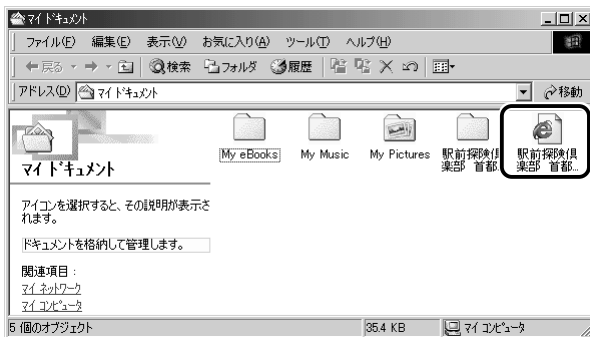 マイ ドキュメント
ファイル(F) 編集(E) 表示(V) お気に入り(A) ツール(T) ヘルプ(H)
戻る 検索 フォルダ 履歴
アドレス(D) マイ ドキュメント 移動
マイ ドキュメント
アイコンを選択すると、その説明が表示さ
れます。
ドキュメントを格納して管理します。
関連項目:
マイ ネットワーク
マイ コンピュータ
My eBooks
My Music
My Pictures
駅前探険倶
楽部 首都
駅前探険倶
楽部 首都...
5 個のオブジェクト 35.4 KB マイ コンピュータ